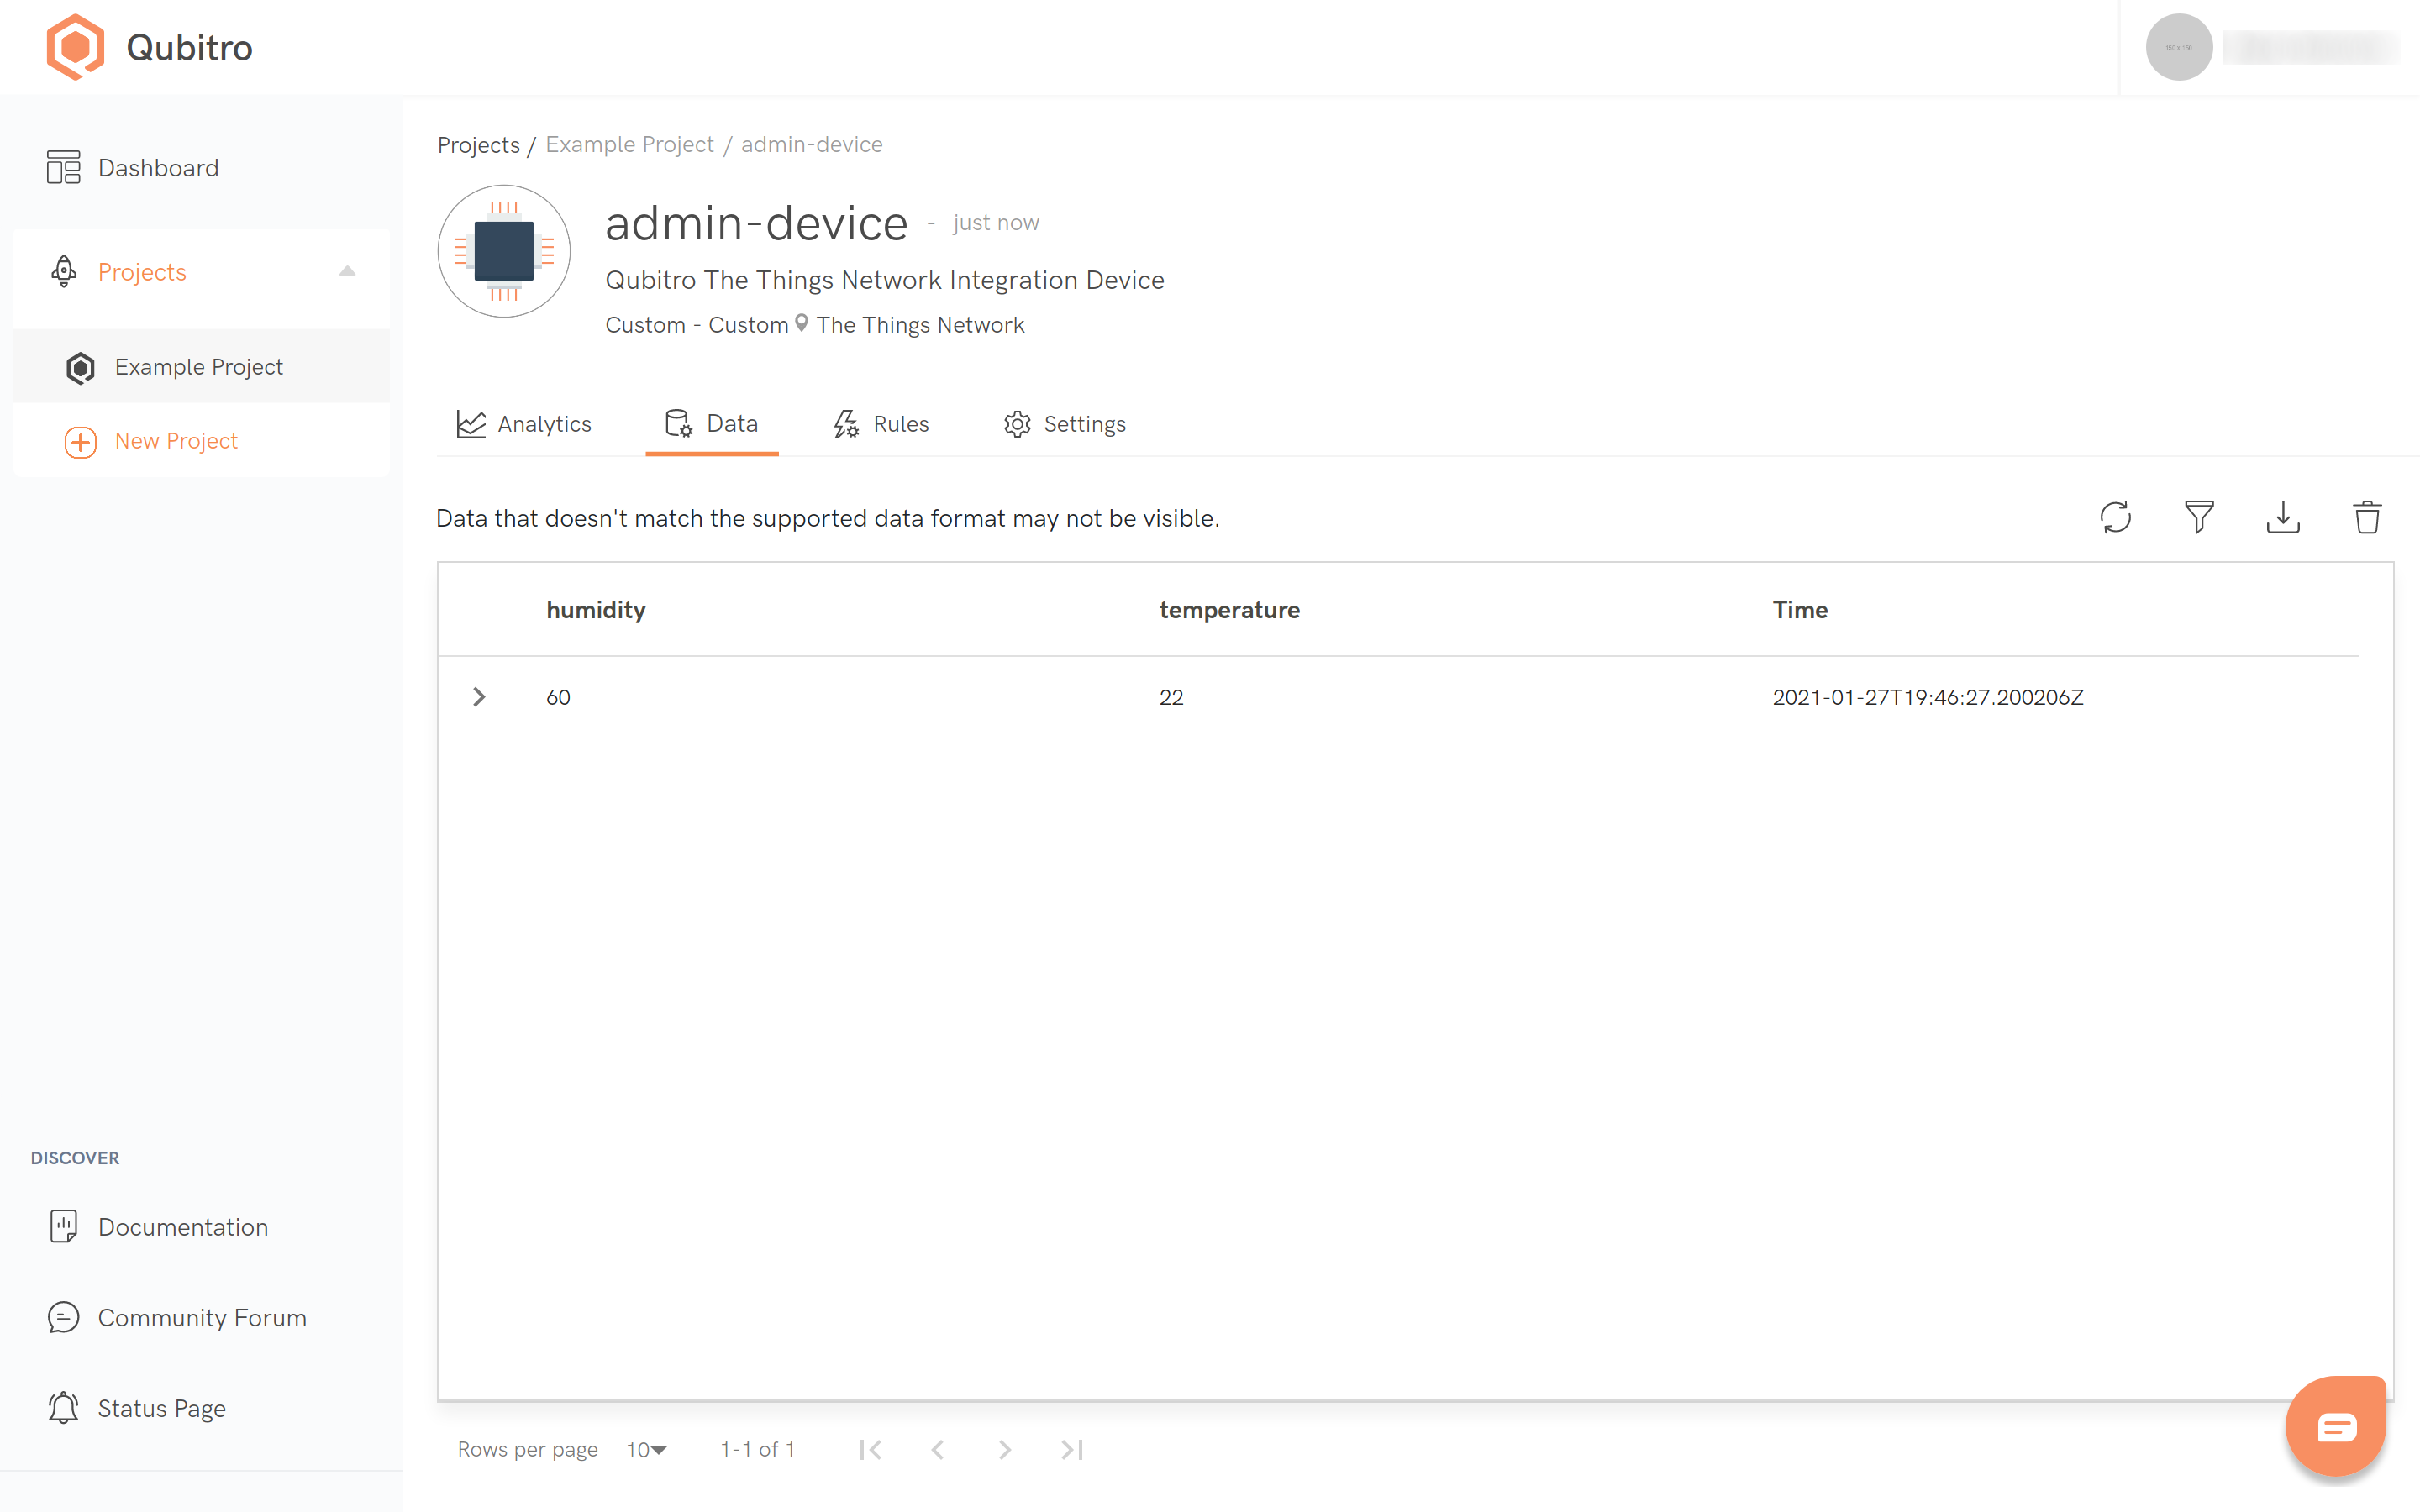 Qubitro
Dashboard
Projects
Example Project
New Project
DISCOVER
Documentation
Community Forum
Status Page
Projects / Example Project / admin-device
admin-device - just now
Qubitro The Things Network Integration Device
Custom - Custom The Things Network
Analytics Data Rules Settings
Data that doesn't match the supported data format may not be visible.
humidity temperature Time
60 22 2021-01-27T19:46:27.200206Z
Rows per page 10 1-1 of 1